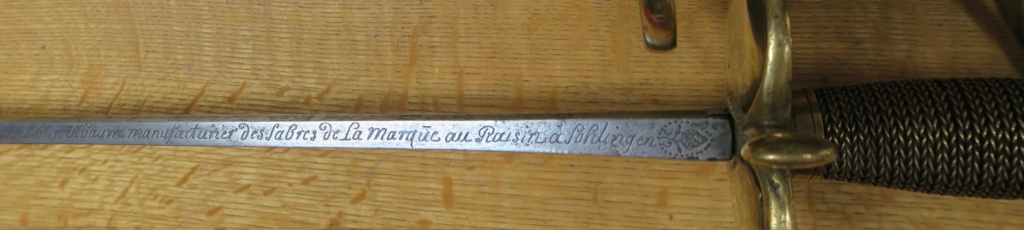 manufacturier des Sabres de La Marque au Raisin a Sohlingen